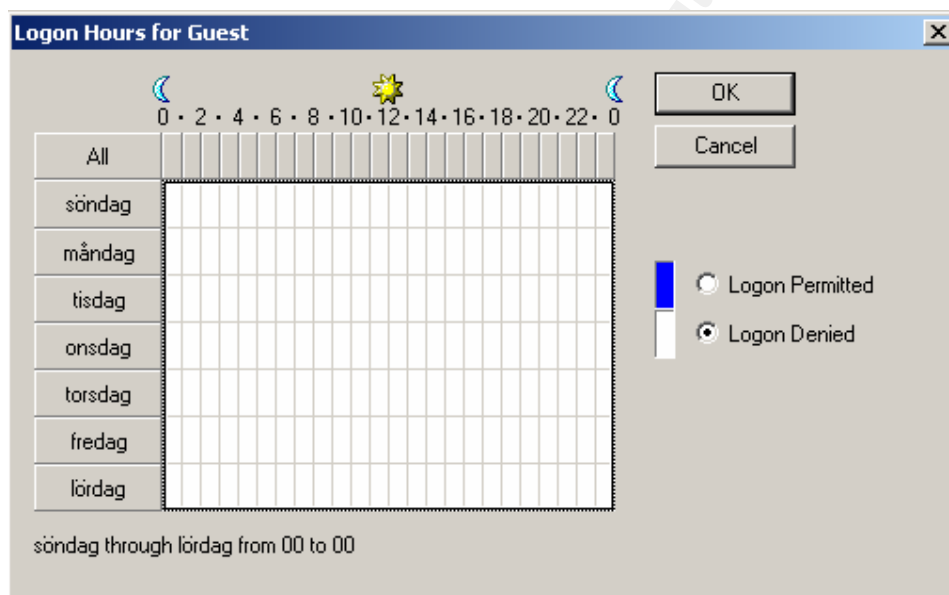 Logon Hours for Guest
0 · 2 · 4 · 6 · 8 · 10 · 12 · 14 · 16 · 18 · 20 · 22 · 0
OK
Cancel
All
söndag
måndag
tisdag
onsdag
torsdag
fredag
lördag
Logon Permitted
Logon Denied
söndag through lördag from 00 to 00